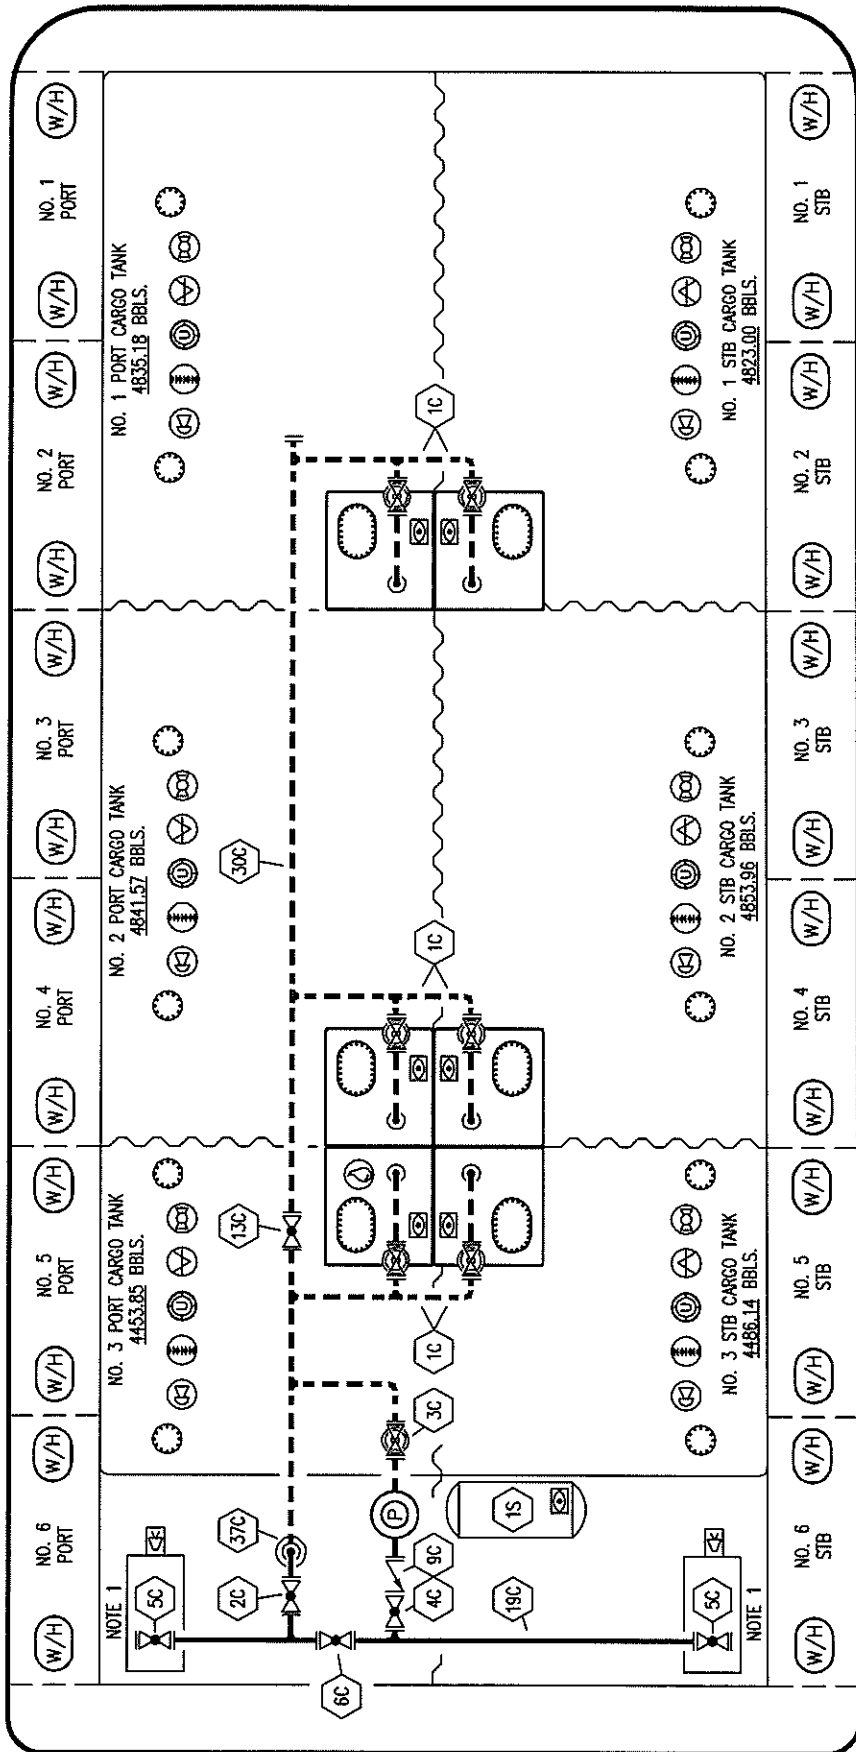 W/H
NO. 6
PORT
W/H
W/H
NO. 5
PORT
W/H
W/H
NO. 4
PORT
W/H
W/H
NO. 3
PORT
W/H
W/H
NO. 2
PORT
W/H
W/H
NO. 1
PORT
W/H
NOTE 1
NO. 3 PORT CARGO TANK
4453.85 BBLS.
NO. 2 PORT CARGO TANK
4841.57 BBLS.
NO. 1 PORT CARGO TANK
4835.18 BBLS.
U
U
U
5C
2C
37C
13C
30C
6C
P
4C
9C
3C
1C
1C
1C
1S
19C
5C
NOTE 1
U
U
U
NO. 3 STB CARGO TANK
4486.14 BBLS.
NO. 2 STB CARGO TANK
4853.96 BBLS.
NO. 1 STB CARGO TANK
4823.00 BBLS.
W/H
NO. 6
STB
W/H
W/H
NO. 5
STB
W/H
W/H
NO. 4
STB
W/H
W/H
NO. 3
STB
W/H
W/H
NO. 2
STB
W/H
W/H
NO. 1
STB
W/H